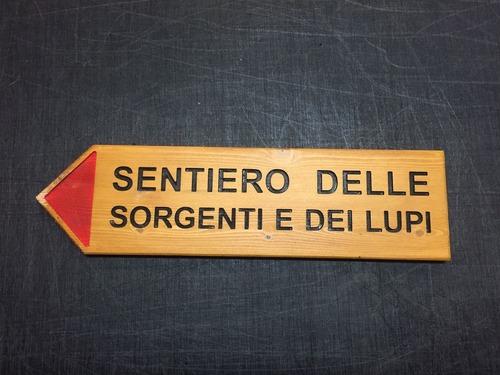 SENTIERO DELLE
SORGENTI E DEI LUPI